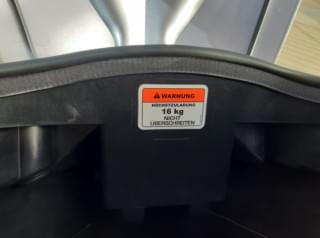 WARNUNG
HÖCHSTZULADUNG
16 kg
NICHT
ÜBERSCHREITEN